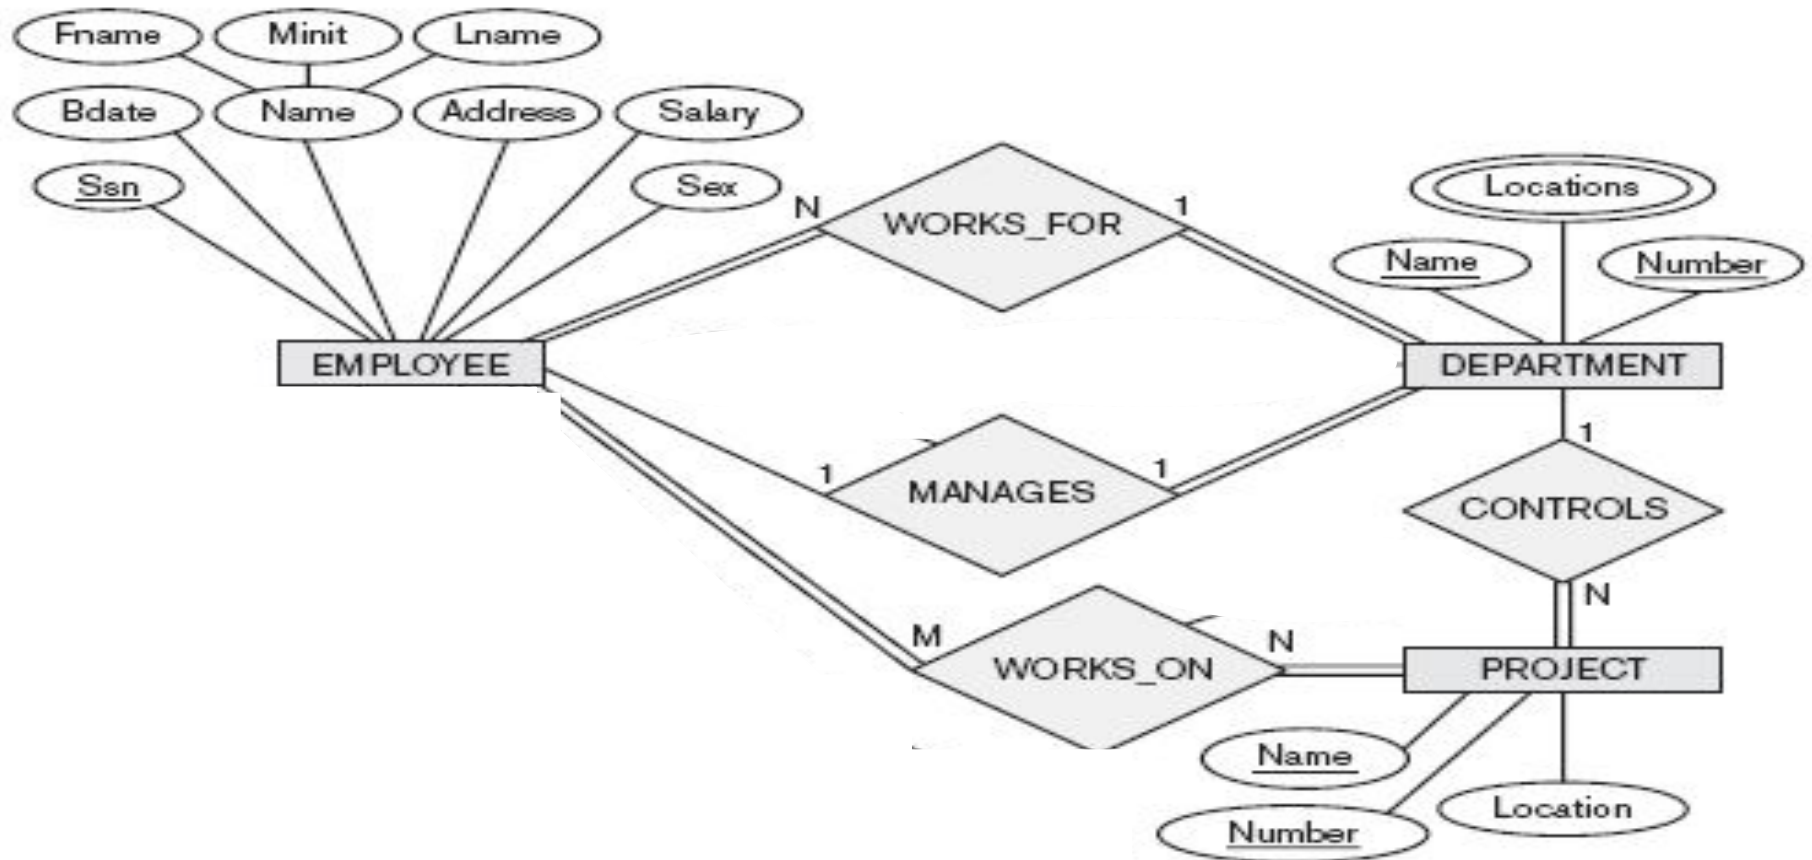 Fname Minit Lname
Bdate Name Address Salary
Ssn Sex
N WORKS_FOR 1
Locations
Name Number
EMPLOYEE
DEPARTMENT
1 MANAGES 1
1
CONTROLS
N
M WORKS_ON N
PROJECT
Name
Location
Number